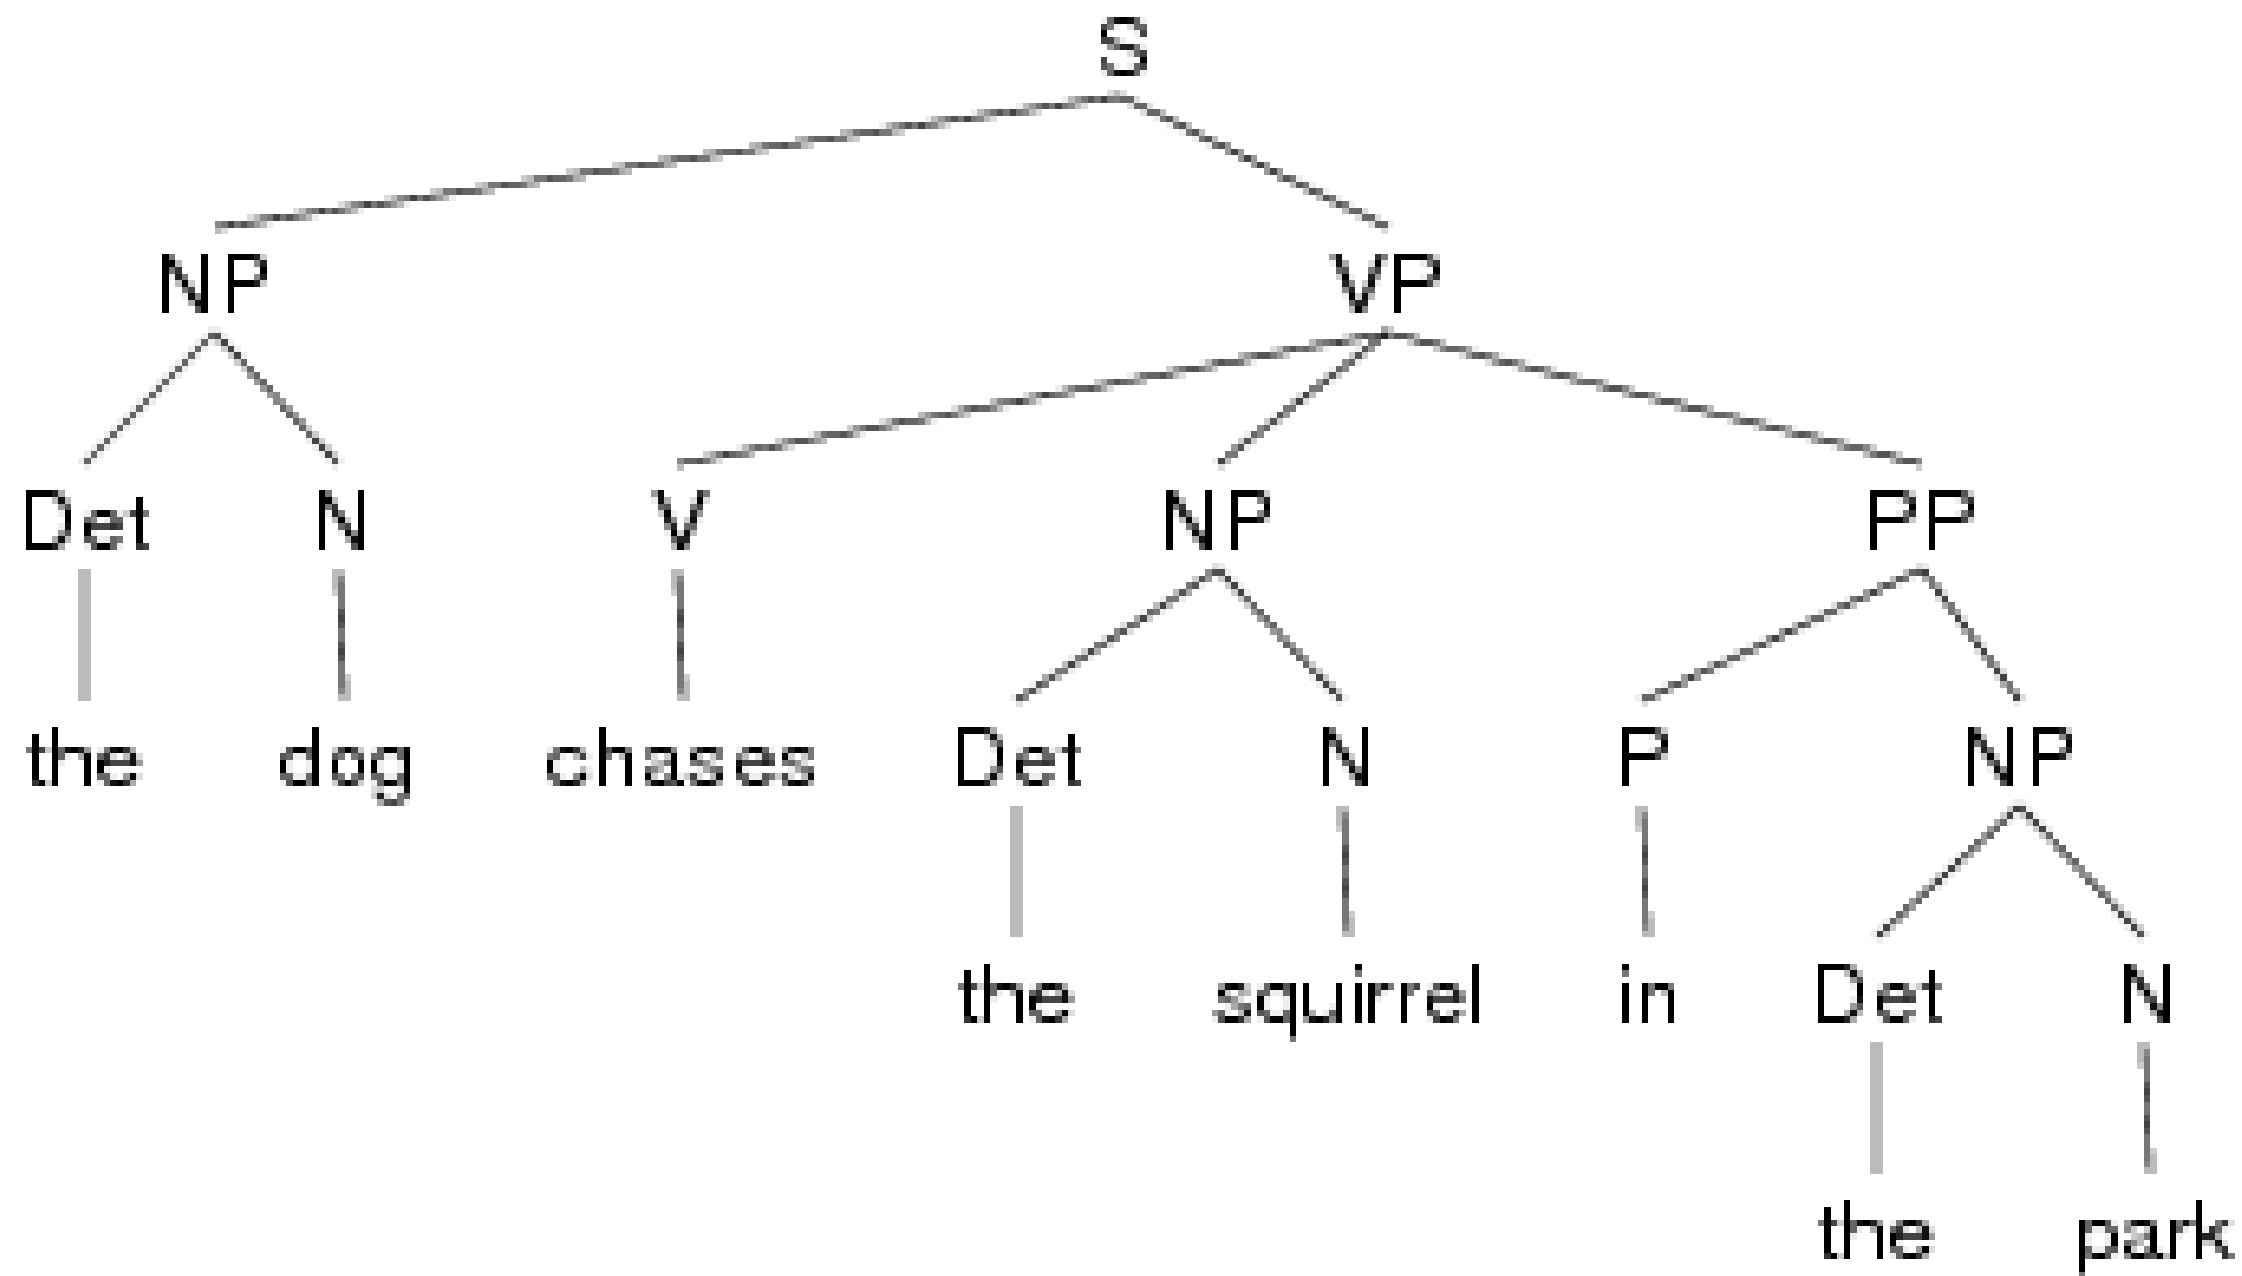 S
NP VP
Det N V NP PP
the dog chases Det N P NP
the squirrel in Det N
the park